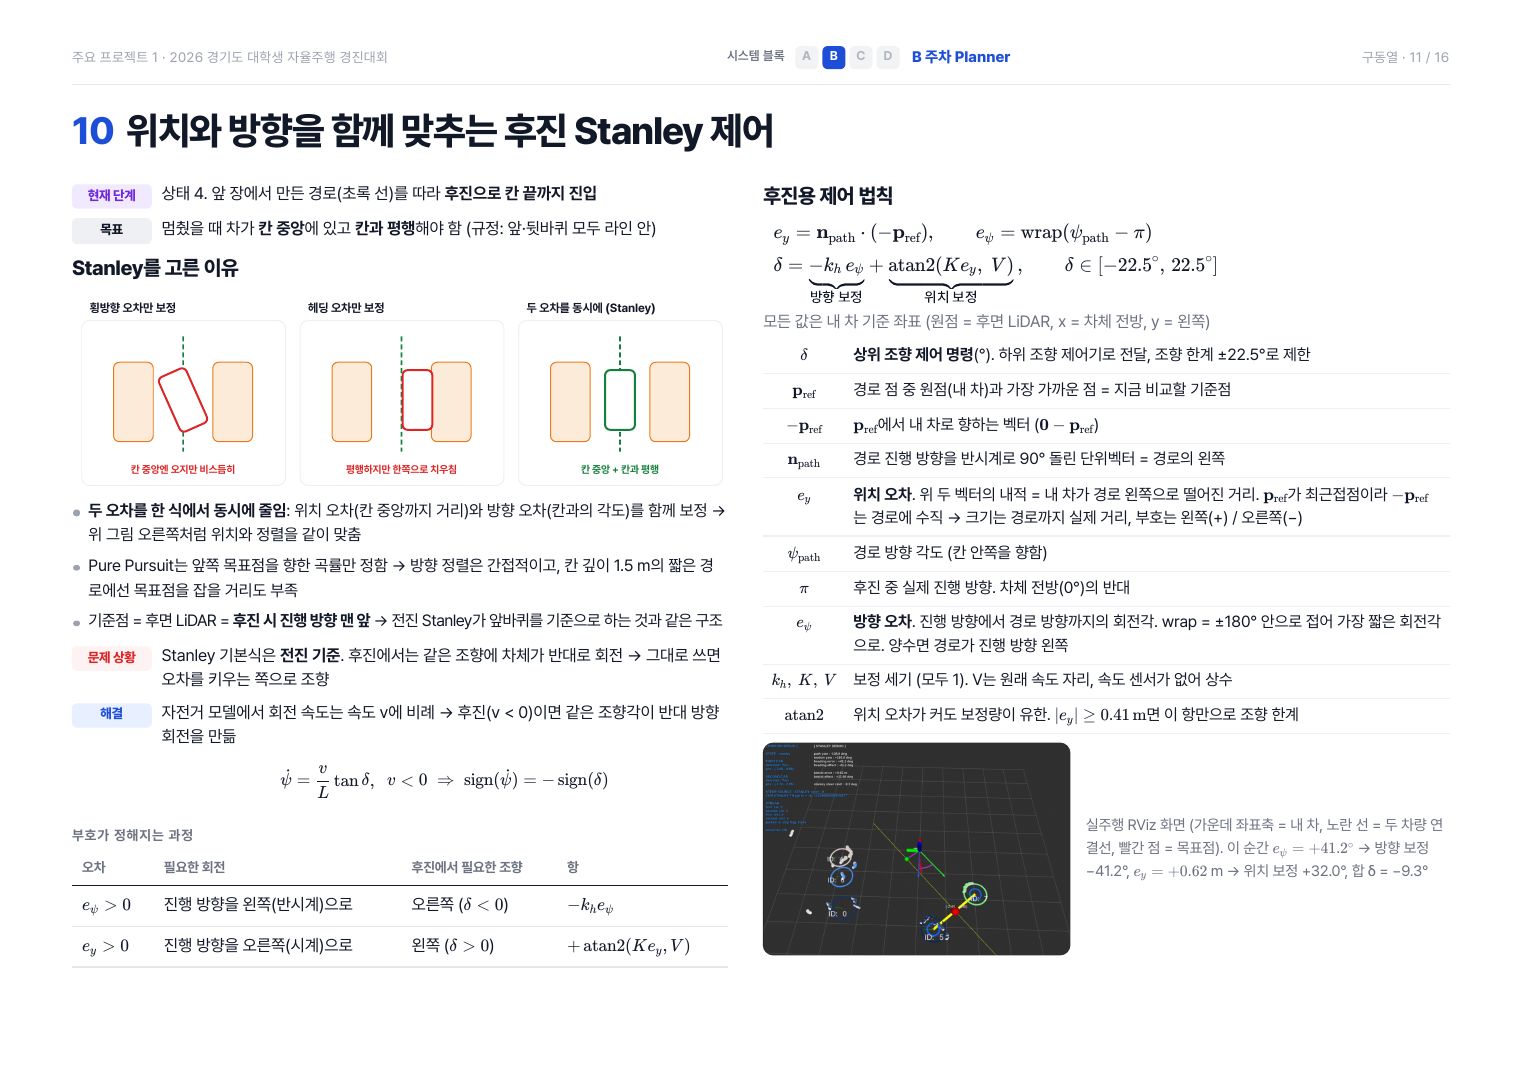 주요 프로젝트 1 · 2026 경기도 대학생 자율주행 경진대회
시스템 블록 A B C D B 주차 Planner
구동열 · 11 / 16
10 위치와 방향을 함께 맞추는 후진 Stanley 제어
현재 단계 상태 4. 앞 장에서 만든 경로(초록 선)를 따라 후진으로 칸 끝까지 진입
목표 멈췄을 때 차가 칸 중앙에 있고 칸과 평행해야 함 (규정: 앞·뒷바퀴 모두 라인 안)
Stanley를 고른 이유
횡방향 오차만 보정
헤딩 오차만 보정
두 오차를 동시에 (Stanley)
칸 중앙엔 오지만 비스듬히
평행하지만 한쪽으로 치우침
칸 중앙 + 칸과 평행
두 오차를 한 식에서 동시에 줄임: 위치 오차(칸 중앙까지 거리)와 방향 오차(칸과의 각도)를 함께 보정 →
위 그림 오른쪽처럼 위치와 정렬을 같이 맞춤
Pure Pursuit는 앞쪽 목표점을 향한 곡률만 정함 → 방향 정렬은 간접적이고, 칸 깊이 1.5 m의 짧은 경
로에선 목표점을 잡을 거리도 부족
기준점 = 후면 LiDAR = 후진 시 진행 방향 맨 앞 → 전진 Stanley가 앞바퀴를 기준으로 하는 것과 같은 구조
문제 상황 Stanley 기본식은 전진 기준. 후진에서는 같은 조향에 차체가 반대로 회전 → 그대로 쓰면
오차를 키우는 쪽으로 조향
해결 자전거 모델에서 회전 속도는 속도 v에 비례 → 후진(v < 0)이면 같은 조향각이 반대 방향
회전을 만듦
ψ̇ = v/L tan δ, v < 0 ⇒ sign(ψ̇) = − sign(δ)
부호가 정해지는 과정
오차 필요한 회전 후진에서 필요한 조향 항
e_ψ > 0 진행 방향을 왼쪽(반시계)으로 오른쪽 (δ < 0) −k_h e_ψ
e_y > 0 진행 방향을 오른쪽(시계)으로 왼쪽 (δ > 0) + atan2(Ke_y, V)
후진용 제어 법칙
e_y = n_path · (−p_ref), e_ψ = wrap(ψ_path − π)
δ = −k_h e_ψ + atan2(Ke_y, V), δ ∈ [−22.5°, 22.5°]
방향 보정 위치 보정
모든 값은 내 차 기준 좌표 (원점 = 후면 LiDAR, x = 차체 전방, y = 왼쪽)
δ 상위 조향 제어 명령(°). 하위 조향 제어기로 전달, 조향 한계 ±22.5°로 제한
p_ref 경로 점 중 원점(내 차)과 가장 가까운 점 = 지금 비교할 기준점
−p_ref p_ref에서 내 차로 향하는 벡터 (0 − p_ref)
n_path 경로 진행 방향을 반시계로 90° 돌린 단위벡터 = 경로의 왼쪽
e_y 위치 오차. 위 두 벡터의 내적 = 내 차가 경로 왼쪽으로 떨어진 거리. p_ref가 최근접점이라 −p_ref
는 경로에 수직 → 크기는 경로까지 실제 거리, 부호는 왼쪽(+) / 오른쪽(−)
ψ_path 경로 방향 각도 (칸 안쪽을 향함)
π 후진 중 실제 진행 방향. 차체 전방(0°)의 반대
e_ψ 방향 오차. 진행 방향에서 경로 방향까지의 회전각. wrap = ±180° 안으로 접어 가장 짧은 회전각
으로. 양수면 경로가 진행 방향 왼쪽
k_h, K, V 보정 세기 (모두 1). V는 원래 속도 자리, 속도 센서가 없어 상수
atan2 위치 오차가 커도 보정량이 유한. |e_y| ≥ 0.41 m면 이 항만으로 조향 한계
ID: 0
실주행 RViz 화면 (가운데 좌표축 = 내 차, 노란 선 = 두 차량 연
결선, 빨간 점 = 목표점). 이 순간 e_ψ = +41.2° → 방향 보정
−41.2°, e_y = +0.62 m → 위치 보정 +32.0°, 합 δ = −9.3°